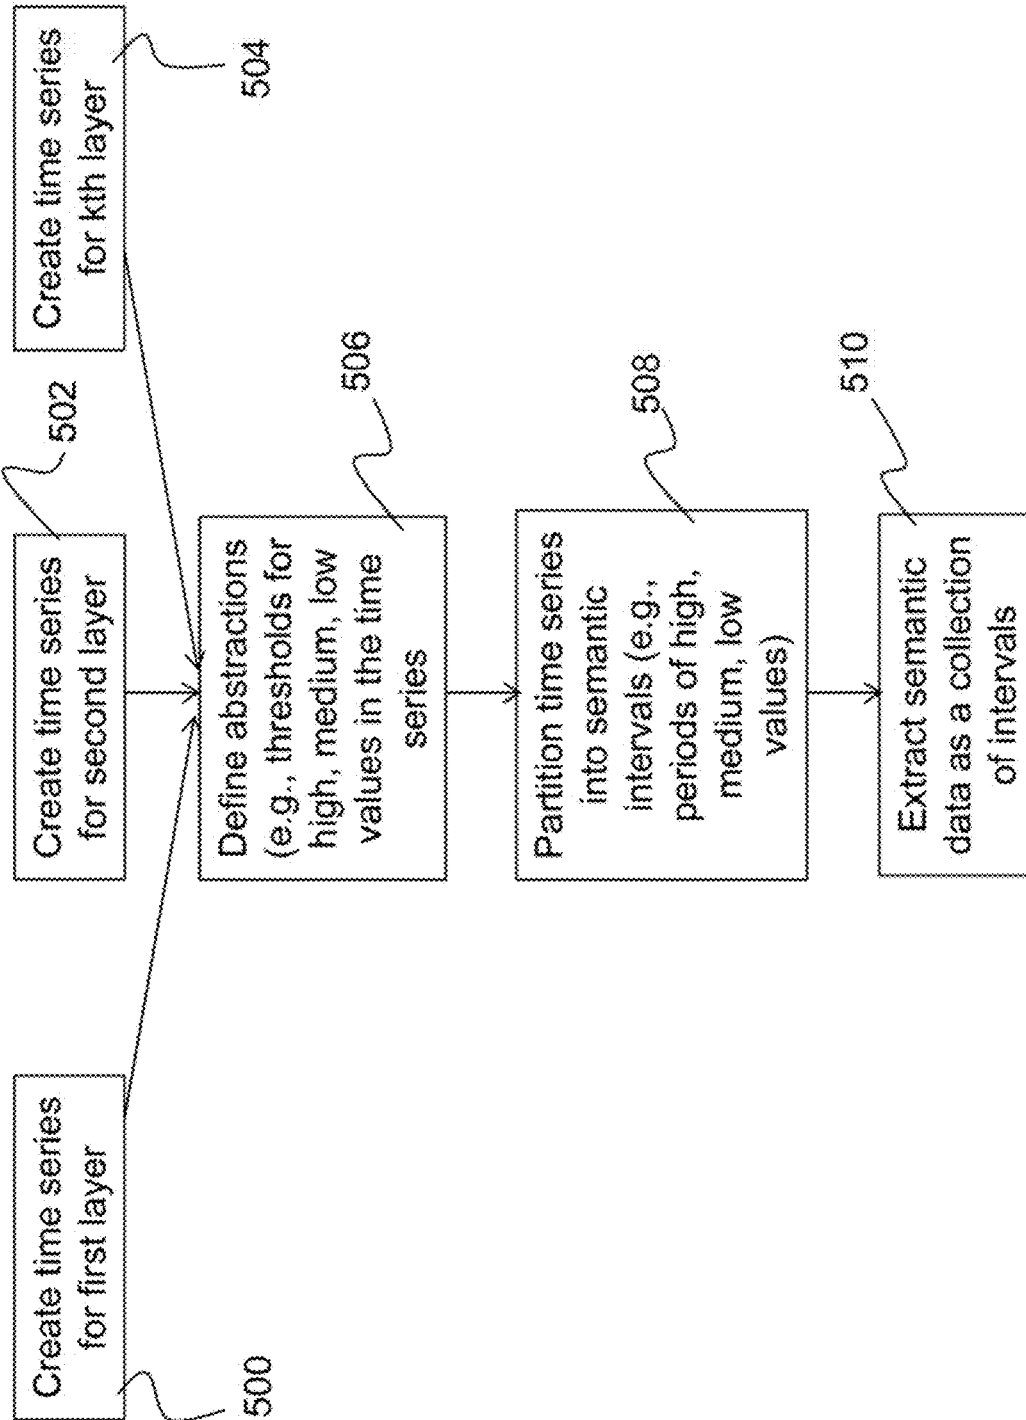 Create time series
for first layer
500
Create time series
for second layer
502
Create time series
for kth layer
504
Define abstractions
(e.g., thresholds for
high, medium, low
values in the time
series
506
Partition time series
into semantic
intervals (e.g.,
periods of high,
medium, low
values)
508
Extract semantic
data as a collection
of intervals
510